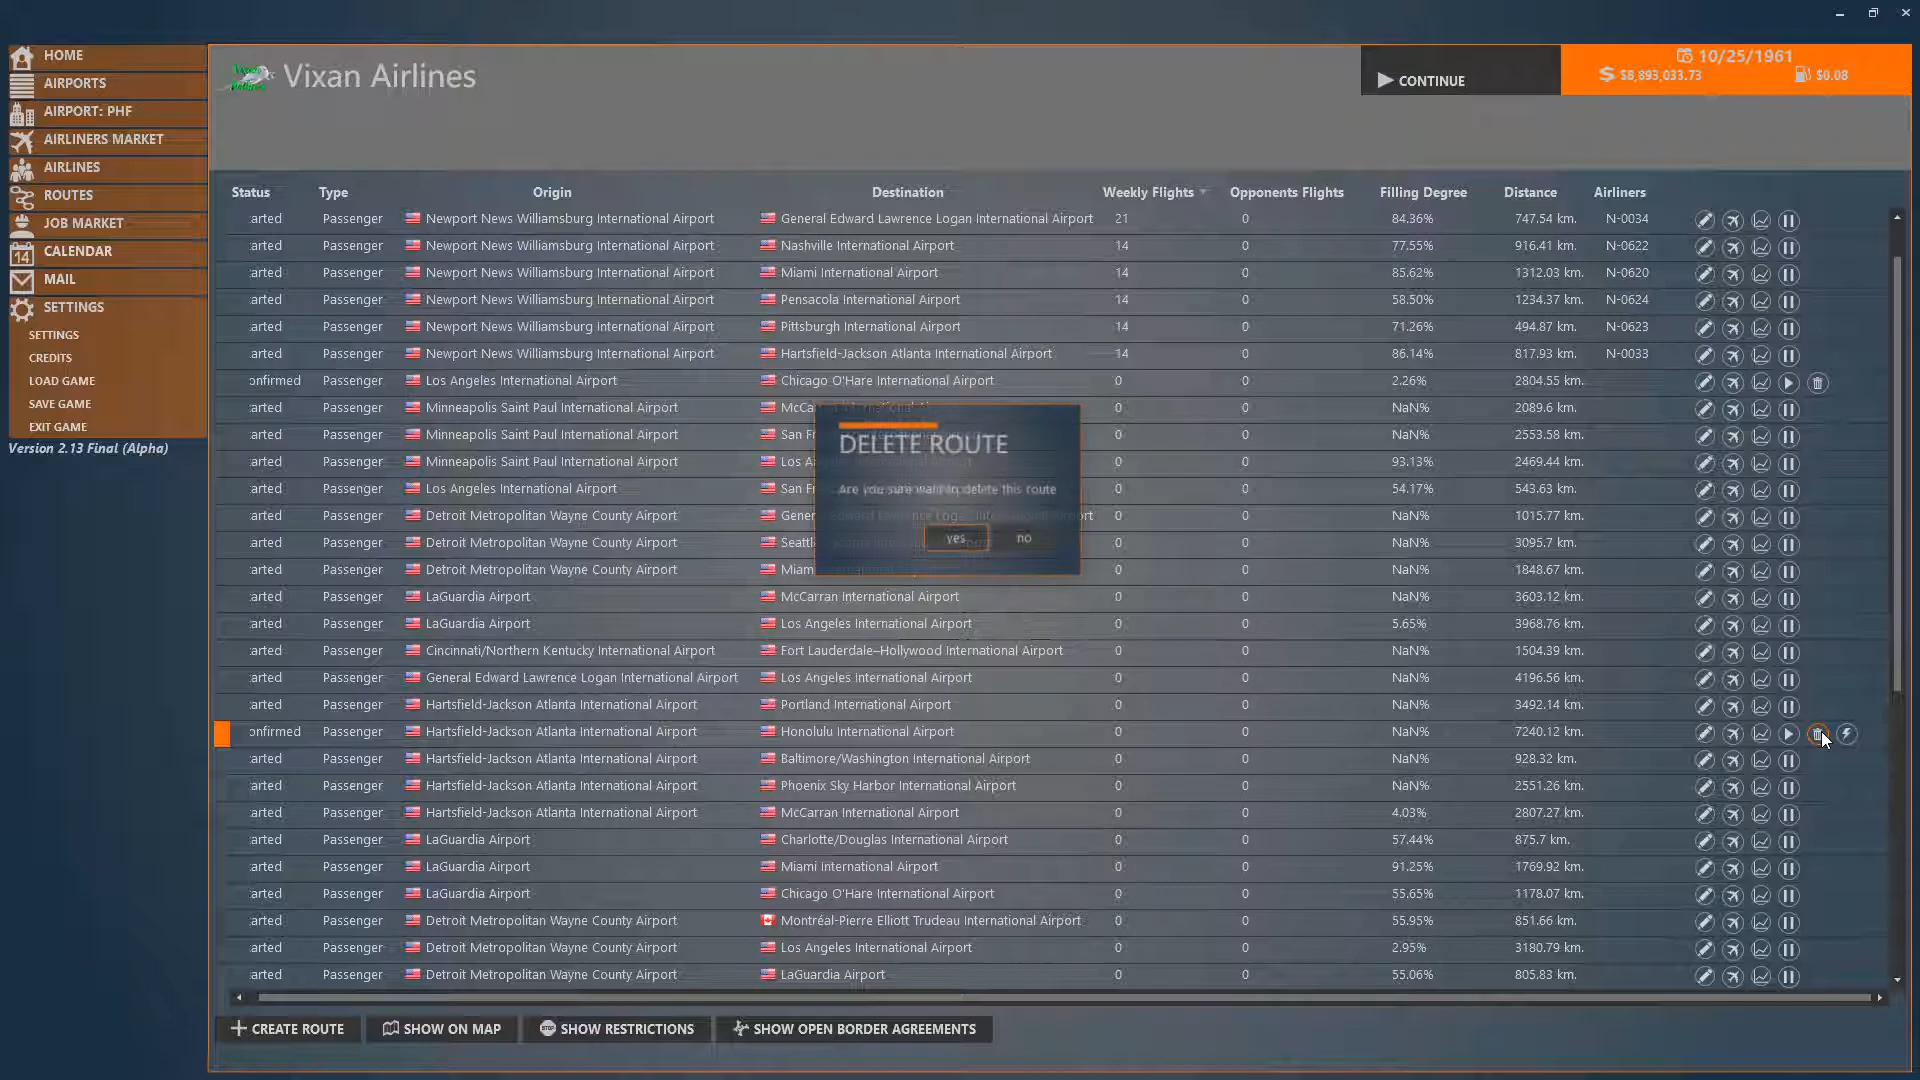 HOME
AIRPORTS
AIRPORT: PHF
AIRLINERS MARKET
AIRLINES
ROUTES
JOB MARKET
14 CALENDAR
MAIL
SETTINGS
SETTINGS
CREDITS
LOAD GAME
SAVE GAME
EXIT GAME
Version 2.13 Final (Alpha)
Vixan Airlines
CONTINUE
10/25/1961
$8,893,033.73 $0.08
Status Type Origin Destination Weekly Flights Opponents Flights Filling Degree Distance Airliners
arted Passenger Newport News Williamsburg International Airport General Edward Lawrence Logan International Airport 21 0 84.36% 747.54 km. N-0034
arted Passenger Newport News Williamsburg International Airport Nashville International Airport 14 0 77.55% 916.41 km. N-0622
arted Passenger Newport News Williamsburg International Airport Miami International Airport 14 0 85.62% 1312.03 km. N-0620
arted Passenger Newport News Williamsburg International Airport Pensacola International Airport 14 0 58.50% 1234.37 km. N-0624
arted Passenger Newport News Williamsburg International Airport Pittsburgh International Airport 14 0 71.26% 494.87 km. N-0623
arted Passenger Newport News Williamsburg International Airport Hartsfield-Jackson Atlanta International Airport 14 0 86.14% 817.93 km. N-0033
onfirmed Passenger Los Angeles International Airport Chicago O'Hare International Airport 0 0 2.26% 2804.55 km.
arted Passenger Minneapolis Saint Paul International Airport McCarran International Airport 0 0 NaN% 2089.6 km.
arted Passenger Minneapolis Saint Paul International Airport San Fr 0 0 NaN% 2553.58 km.
arted Passenger Minneapolis Saint Paul International Airport Los A 0 0 93.13% 2469.44 km.
arted Passenger Los Angeles International Airport San Fr 0 0 54.17% 543.63 km.
arted Passenger Detroit Metropolitan Wayne County Airport General Edward Lawrence Logan International Airport 0 0 NaN% 1015.77 km.
arted Passenger Detroit Metropolitan Wayne County Airport Seattl 0 0 NaN% 3095.7 km.
arted Passenger Detroit Metropolitan Wayne County Airport Miami International Airport 0 0 NaN% 1848.67 km.
arted Passenger LaGuardia Airport McCarran International Airport 0 0 NaN% 3603.12 km.
arted Passenger LaGuardia Airport Los Angeles International Airport 0 0 5.65% 3968.76 km.
arted Passenger Cincinnati/Northern Kentucky International Airport Fort Lauderdale–Hollywood International Airport 0 0 NaN% 1504.39 km.
arted Passenger General Edward Lawrence Logan International Airport Los Angeles International Airport 0 0 NaN% 4196.56 km.
arted Passenger Hartsfield-Jackson Atlanta International Airport Portland International Airport 0 0 NaN% 3492.14 km.
onfirmed Passenger Hartsfield-Jackson Atlanta International Airport Honolulu International Airport 0 0 NaN% 7240.12 km.
arted Passenger Hartsfield-Jackson Atlanta International Airport Baltimore/Washington International Airport 0 0 NaN% 928.32 km.
arted Passenger Hartsfield-Jackson Atlanta International Airport Phoenix Sky Harbor International Airport 0 0 NaN% 2551.26 km.
arted Passenger Hartsfield-Jackson Atlanta International Airport McCarran International Airport 0 0 4.03% 2807.27 km.
arted Passenger LaGuardia Airport Charlotte/Douglas International Airport 0 0 57.44% 875.7 km.
arted Passenger LaGuardia Airport Miami International Airport 0 0 91.25% 1769.92 km.
arted Passenger LaGuardia Airport Chicago O'Hare International Airport 0 0 55.65% 1178.07 km.
arted Passenger Detroit Metropolitan Wayne County Airport Montréal-Pierre Elliott Trudeau International Airport 0 0 55.95% 851.66 km.
arted Passenger Detroit Metropolitan Wayne County Airport Los Angeles International Airport 0 0 2.95% 3180.79 km.
arted Passenger Detroit Metropolitan Wayne County Airport LaGuardia Airport 0 0 55.06% 805.83 km.
DELETE ROUTE
Are you sure want to delete this route
yes no
CREATE ROUTE SHOW ON MAP SHOW RESTRICTIONS SHOW OPEN BORDER AGREEMENTS